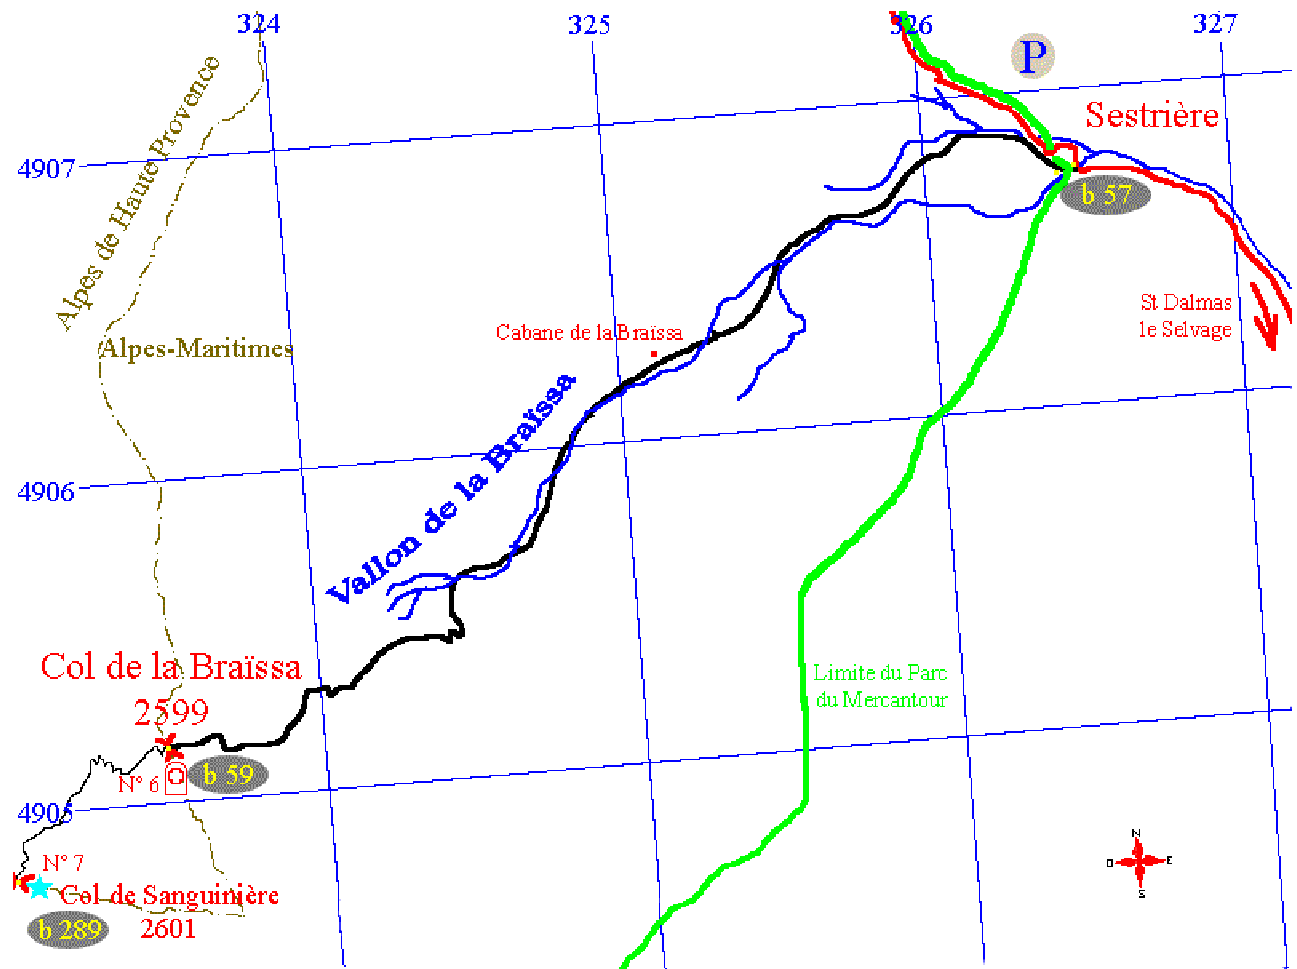 324
325
326
327
P
Sestrière
4907
Alpes de Haute Provence
b 57
St Dalmas
le Selvage
Cabane de la Braïssa
Alpes-Maritimes
Vallon de la Braïssa
4906
Col de la Braïssa
2599
Limite du Parc
du Mercantour
N° 6
b 59
4905
N
O
E
S
N° 7
Col de Sanguinière
b 289
2601